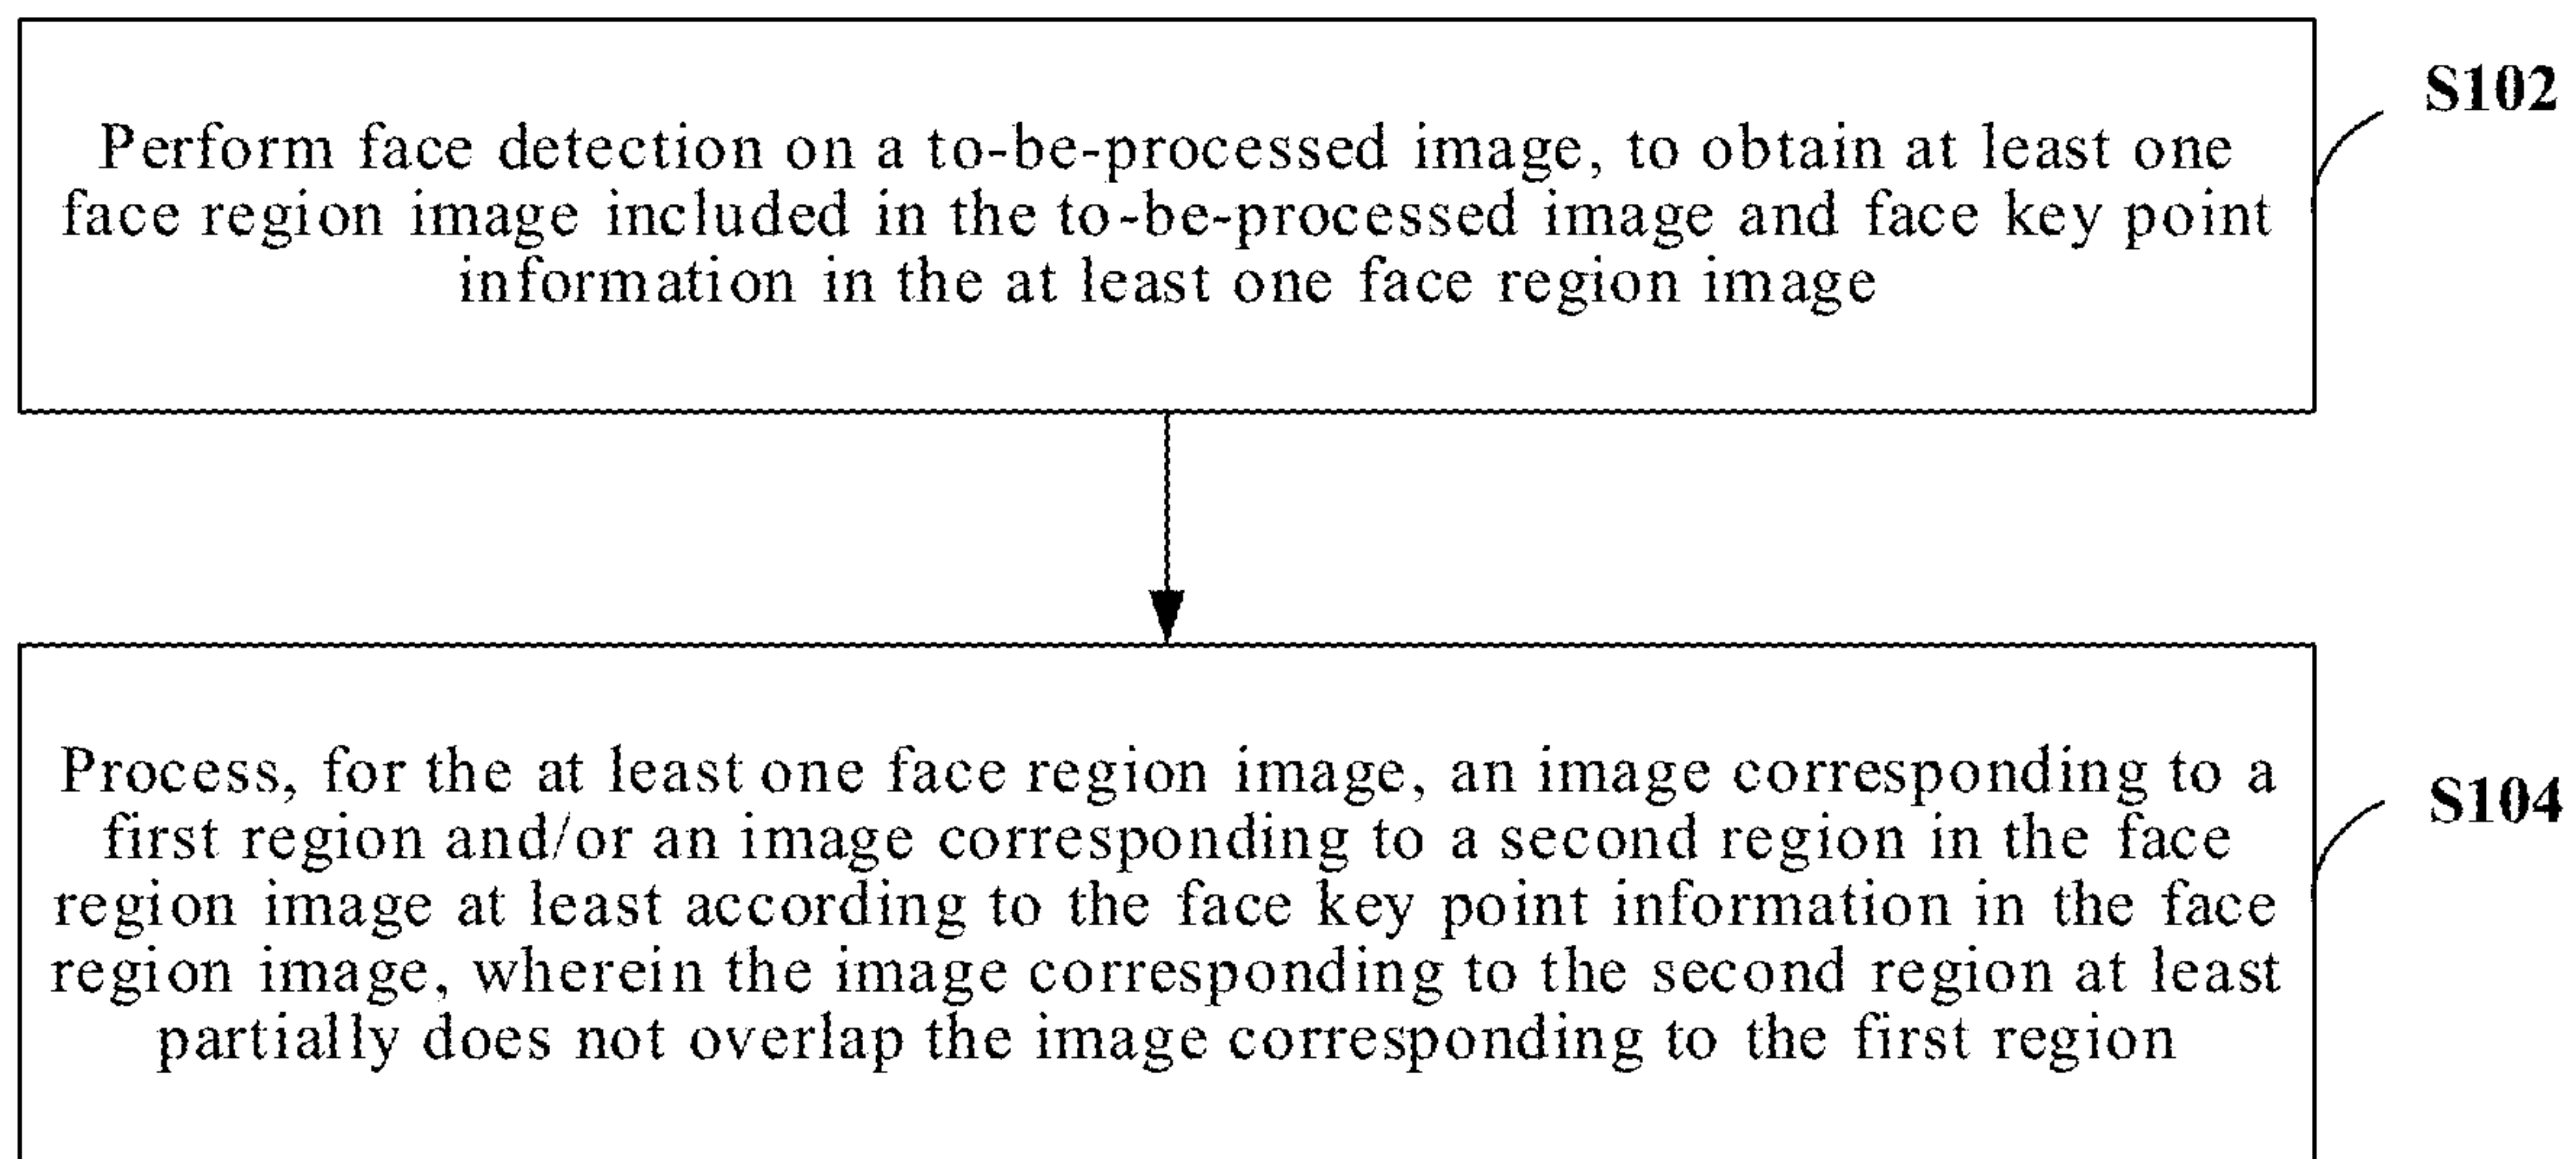 S102
Perform face detection on a to-be-processed image, to obtain at least one
face region image included in the to-be-processed image and face key point
information in the at least one face region image
S104
Process, for the at least one face region image, an image corresponding to a
first region and/or an image corresponding to a second region in the face
region image at least according to the face key point information in the face
region image, wherein the image corresponding to the second region at least
partially does not overlap the image corresponding to the first region